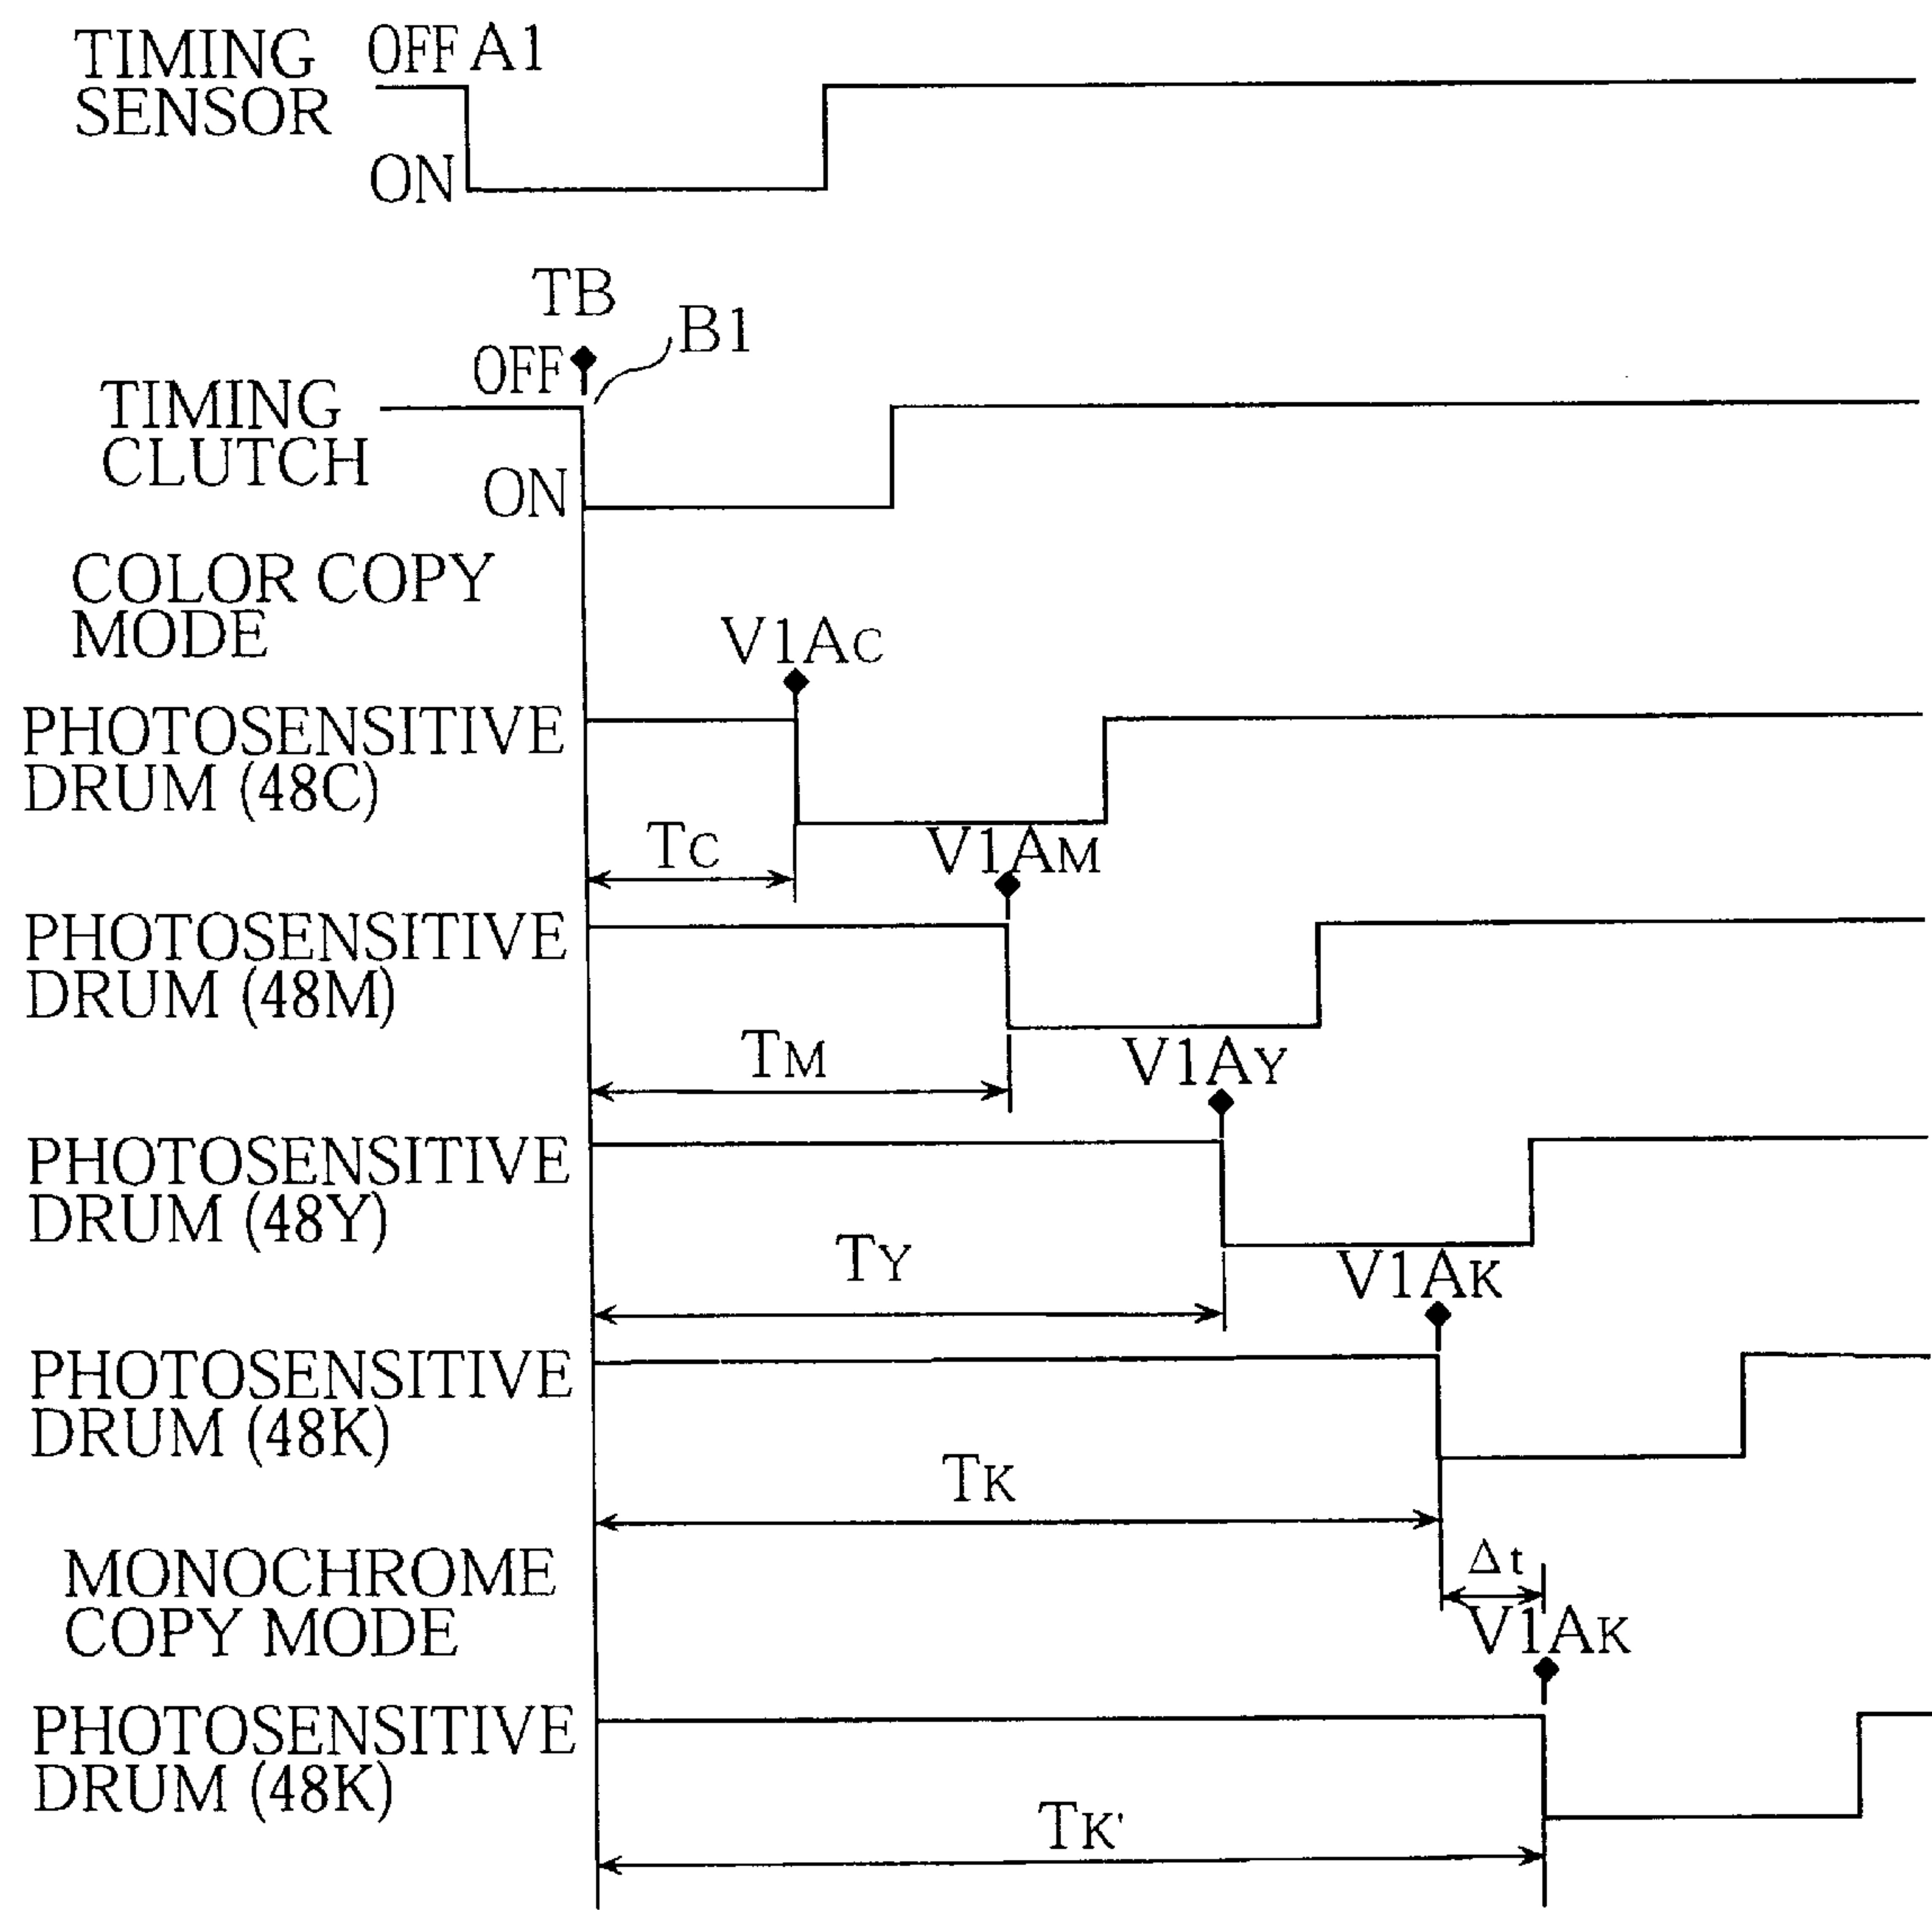 TIMING SENSOR
OFF A1
ON
TB
B1
OFF
TIMING CLUTCH
ON
COLOR COPY MODE
V1AC
PHOTOSENSITIVE DRUM (48C)
TC
V1AM
PHOTOSENSITIVE DRUM (48M)
TM
V1AY
PHOTOSENSITIVE DRUM (48Y)
TY
V1AK
PHOTOSENSITIVE DRUM (48K)
TK
Δt
MONOCHROME COPY MODE
V1AK
PHOTOSENSITIVE DRUM (48K)
TK'